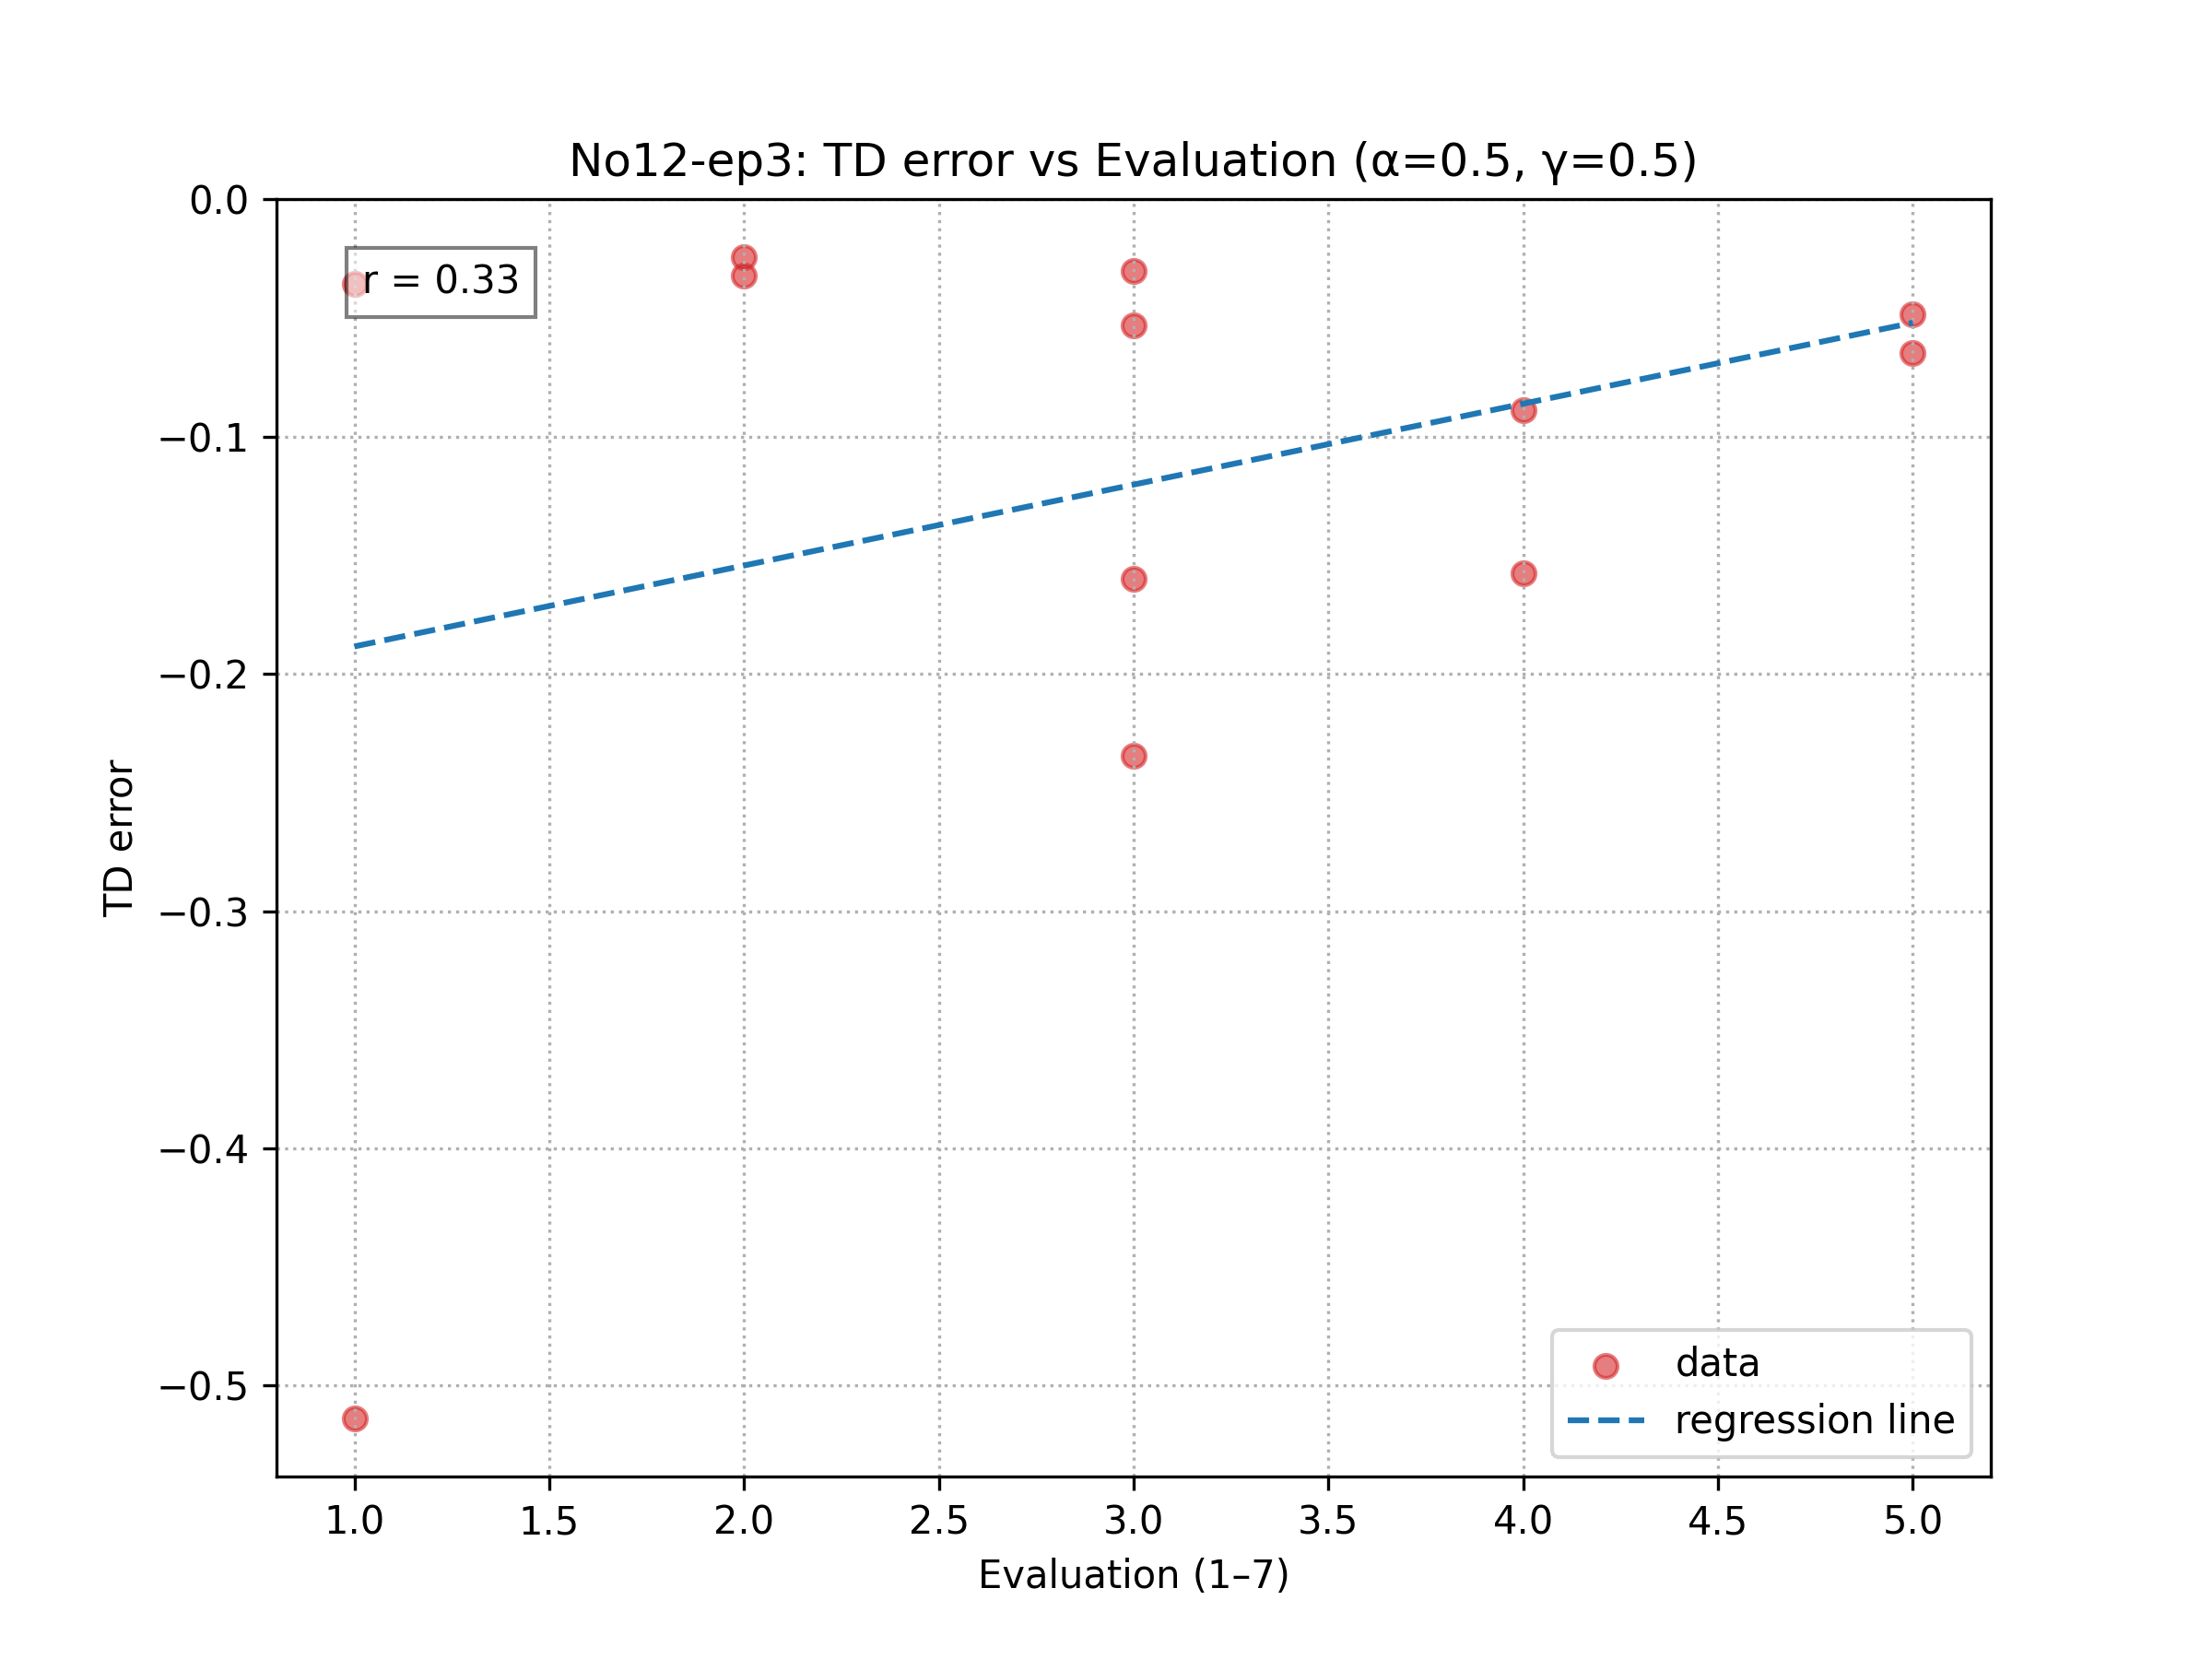 No12-ep3: TD error vs Evaluation (α=0.5, γ=0.5)
0.0
r = 0.33
−0.1
−0.2
TD error
−0.3
−0.4
−0.5
data
regression line
1.0 1.5 2.0 2.5 3.0 3.5 4.0 4.5 5.0
Evaluation (1–7)